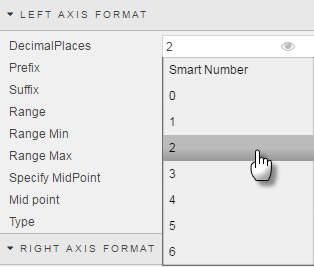 LEFT AXIS FORMAT
DecimalPlaces 2
Prefix Smart Number
Suffix 0
Range 1
Range Min 2
Range Max 3
Specify MidPoint 4
Mid point 5
Type 6
RIGHT AXIS FORMAT